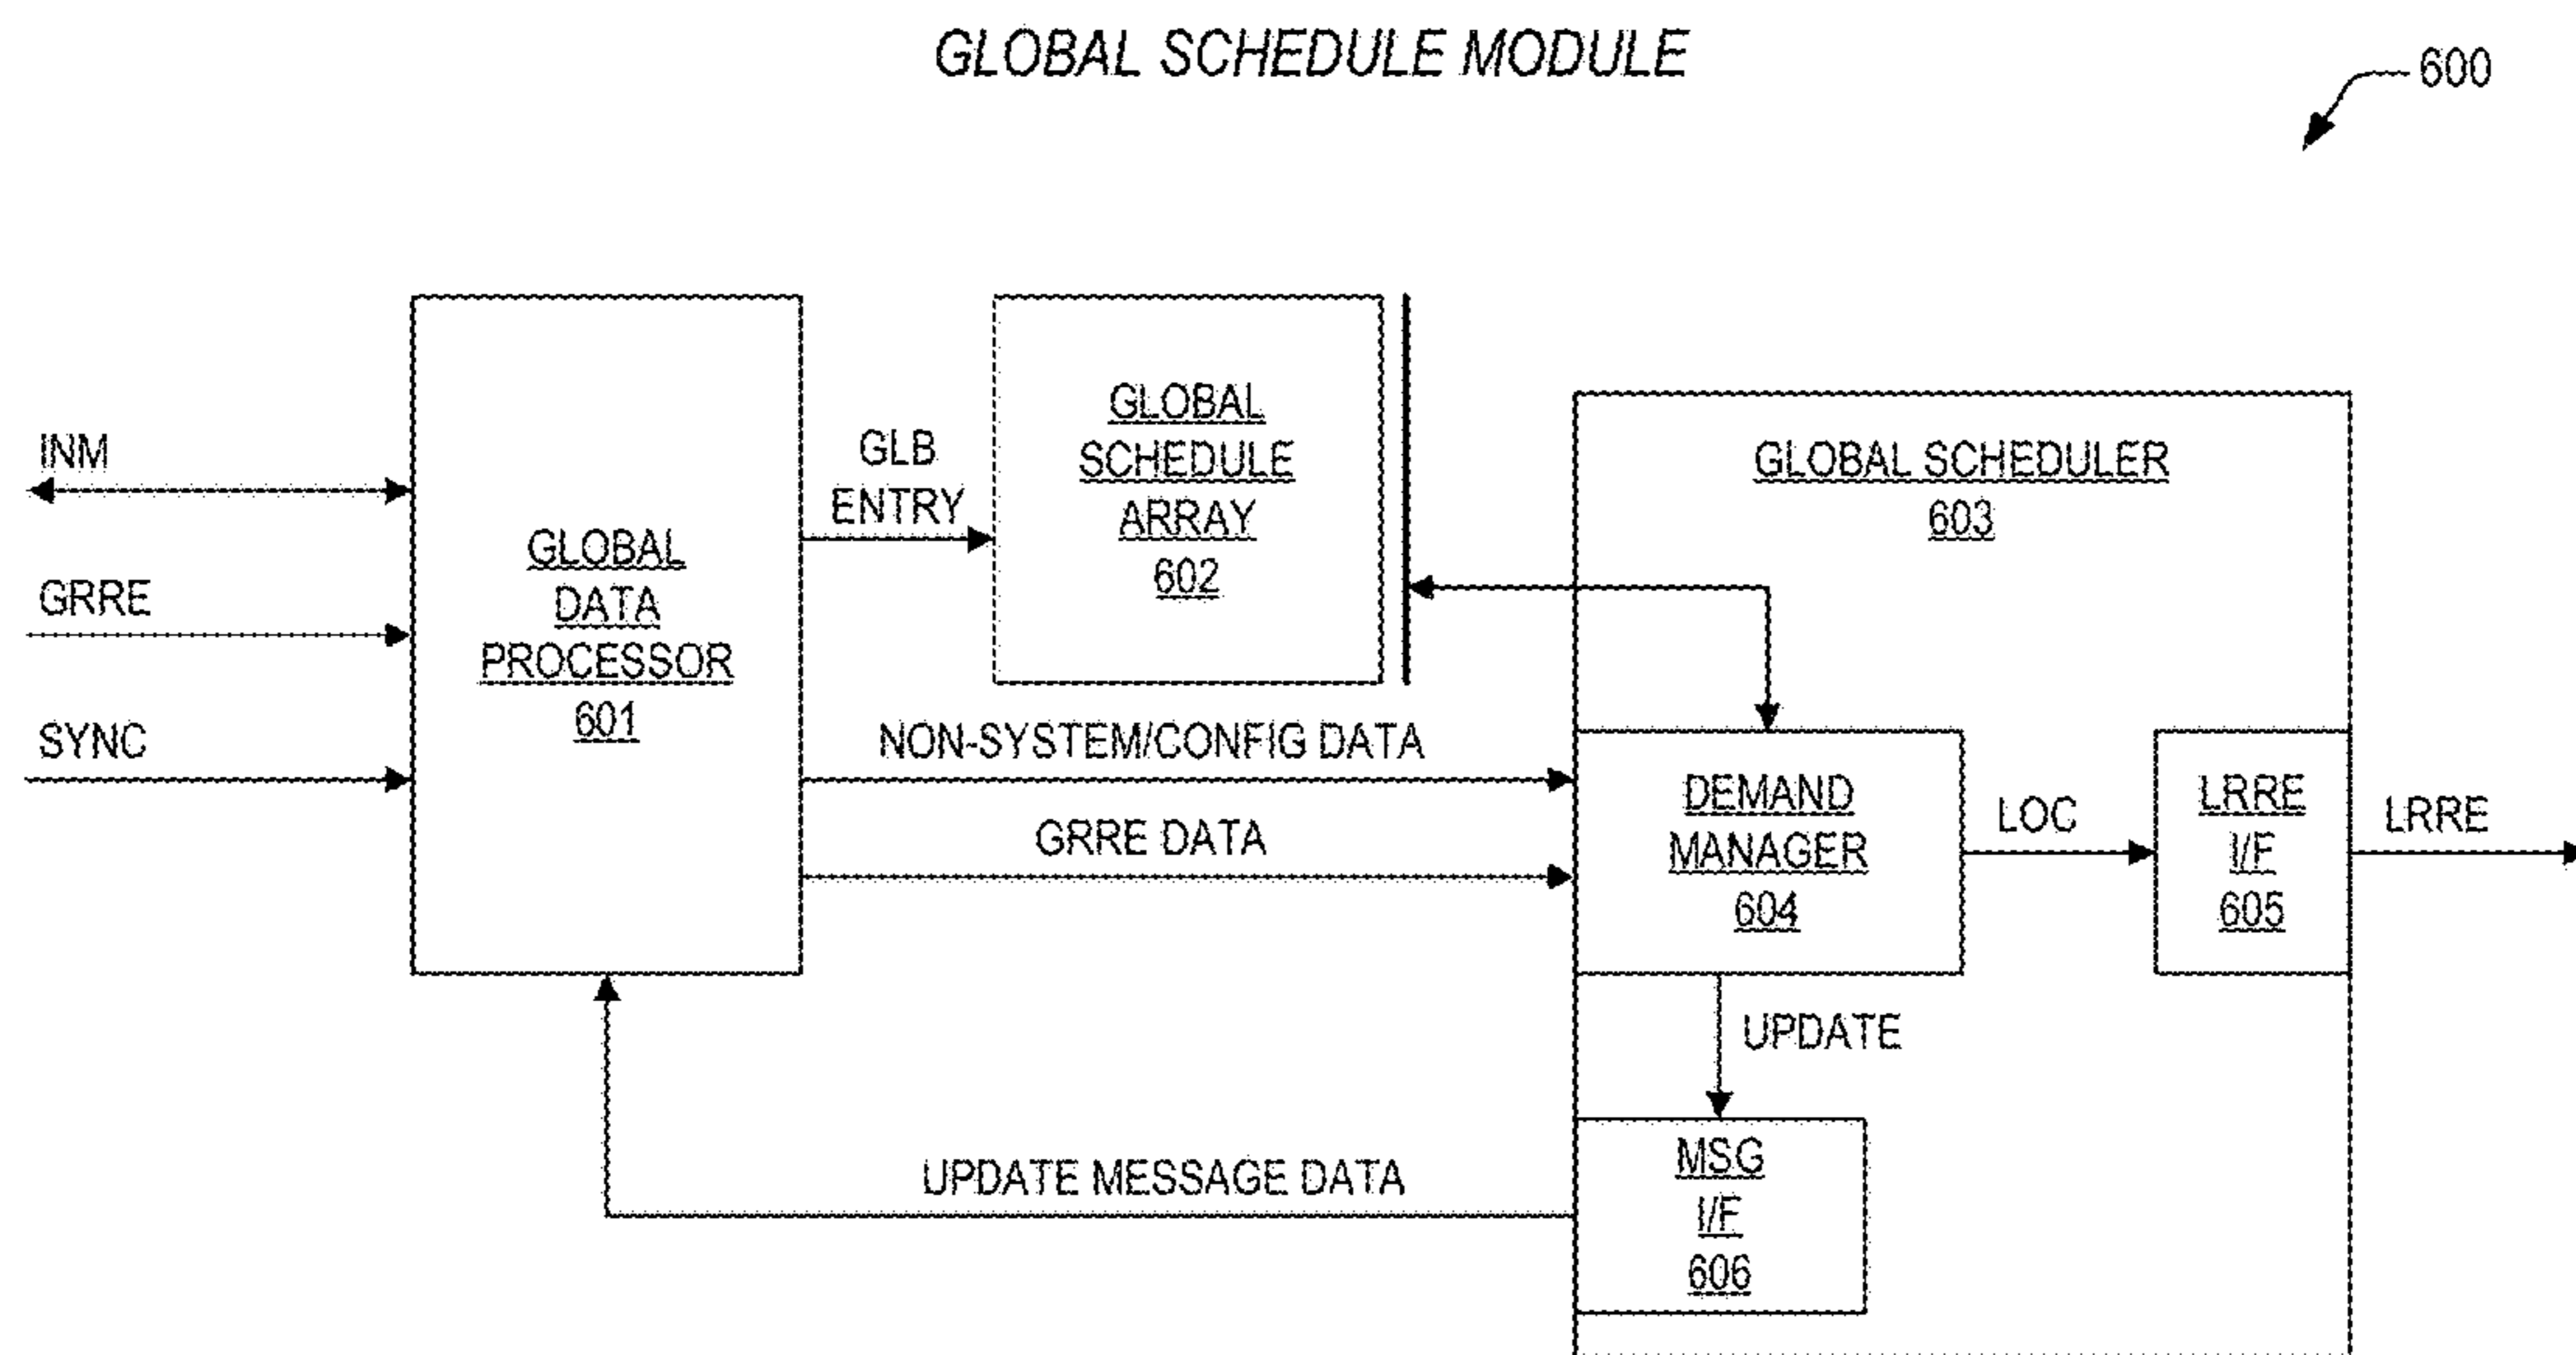 GLOBAL SCHEDULE MODULE
600
INM
GRRE
SYNC
GLOBAL
DATA
PROCESSOR
601
GLB
ENTRY
GLOBAL
SCHEDULE
ARRAY
602
NON-SYSTEM/CONFIG DATA
GRRE DATA
UPDATE MESSAGE DATA
GLOBAL SCHEDULER
603
DEMAND
MANAGER
604
LOC
LRRE
I/F
605
LRRE
UPDATE
MSG
I/F
606